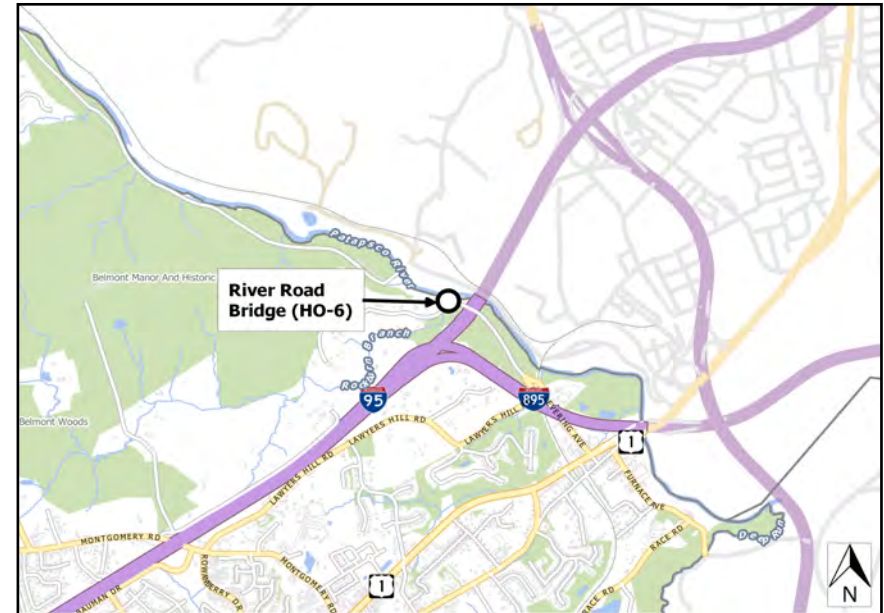 Patapsco River
Belmont Manor And Historic
River Road
Bridge (HO-6)
Branch
95
895
Belmont Woods
LAWYERS HILL RD
LAWYERS HILL RD
LAWYERS HILL
1
FURNACE AVE
MONTGOMERY RD
MONTGOMERY RD
RACE RD
RACE RD
Deep Run
1
N